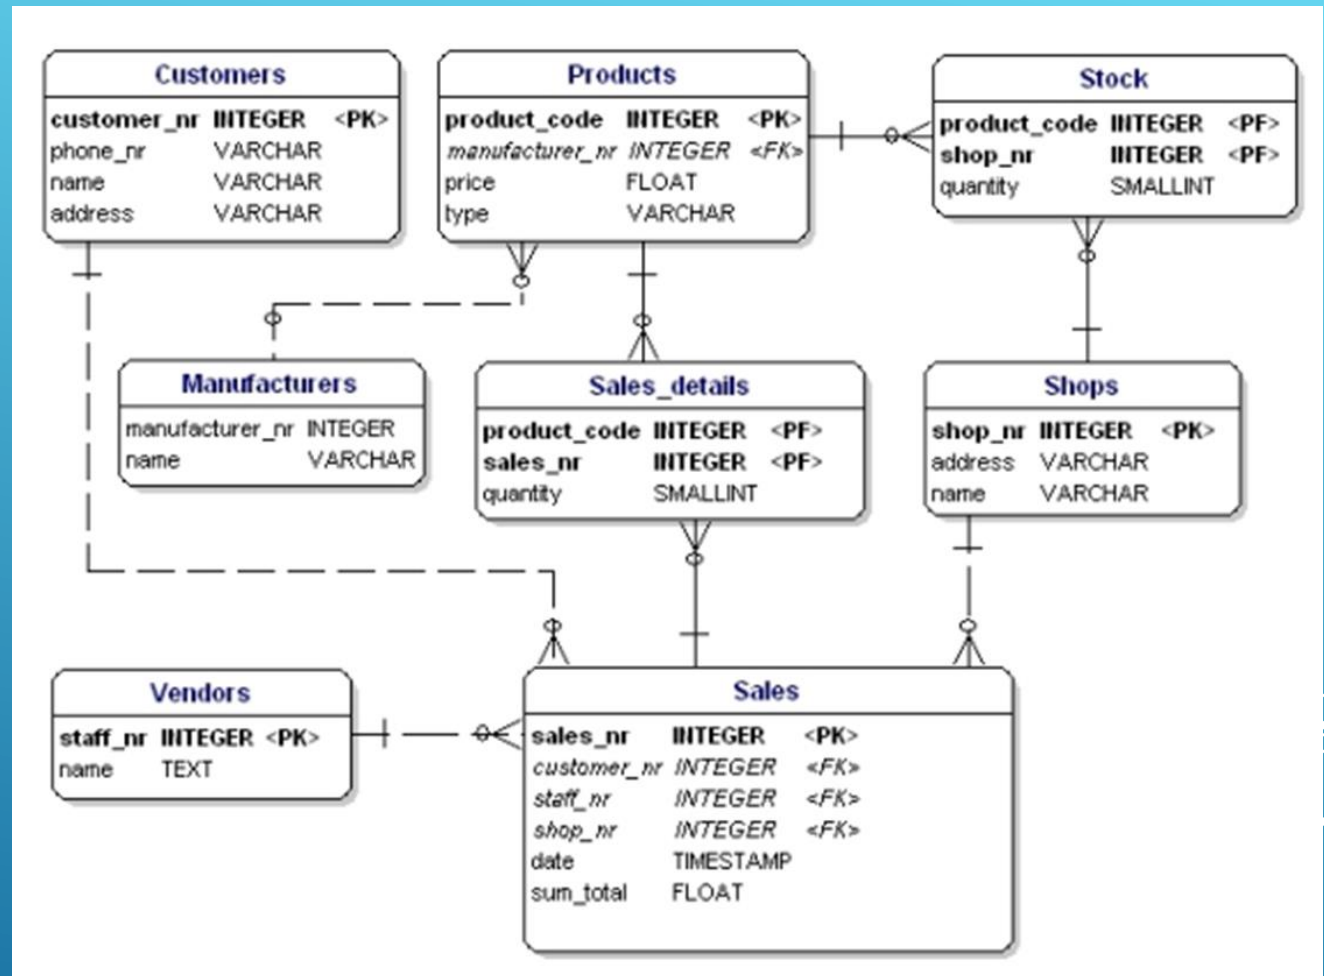 Customers
customer_nr INTEGER <PK>
phone_nr VARCHAR
name VARCHAR
address VARCHAR
Products
product_code INTEGER <PK>
manufacturer_nr INTEGER <FK>
price FLOAT
type VARCHAR
Stock
product_code INTEGER <PF>
shop_nr INTEGER <PF>
quantity SMALLINT
Manufacturers
manufacturer_nr INTEGER
name VARCHAR
Sales_details
product_code INTEGER <PF>
sales_nr INTEGER <PF>
quantity SMALLINT
Shops
shop_nr INTEGER <PK>
address VARCHAR
name VARCHAR
Vendors
staff_nr INTEGER <PK>
name TEXT
Sales
sales_nr INTEGER <PK>
customer_nr INTEGER <FK>
staff_nr INTEGER <FK>
shop_nr INTEGER <FK>
date TIMESTAMP
sum_total FLOAT